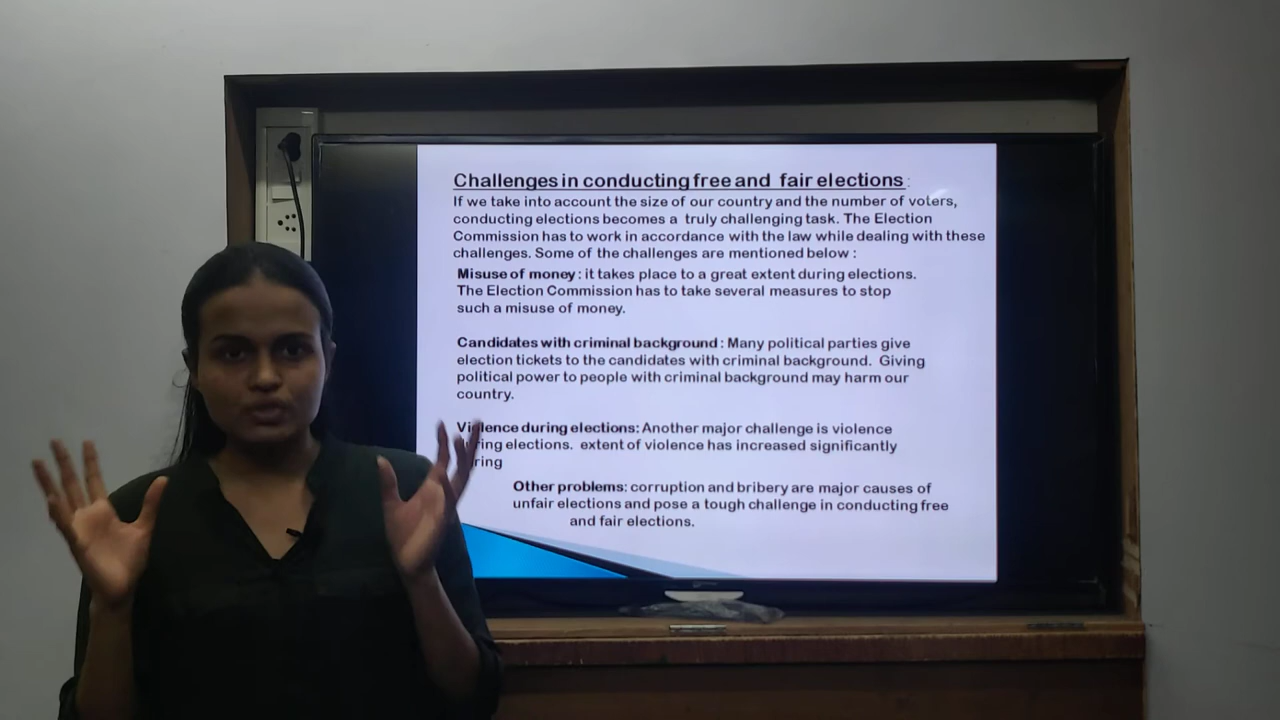 Challenges in conducting free and fair elections :
If we take into account the size of our country and the number of voters,
conducting elections becomes a truly challenging task. The Election
Commission has to work in accordance with the law while dealing with these
challenges. Some of the challenges are mentioned below :
Misuse of money : it takes place to a great extent during elections.
The Election Commission has to take several measures to stop
such a misuse of money.
Candidates with criminal background : Many political parties give
election tickets to the candidates with criminal background. Giving
political power to people with criminal background may harm our
country.
Violence during elections: Another major challenge is violence
elections. extent of violence has increased significantly
Other problems: corruption and bribery are major causes of
unfair elections and pose a tough challenge in conducting free
and fair elections.